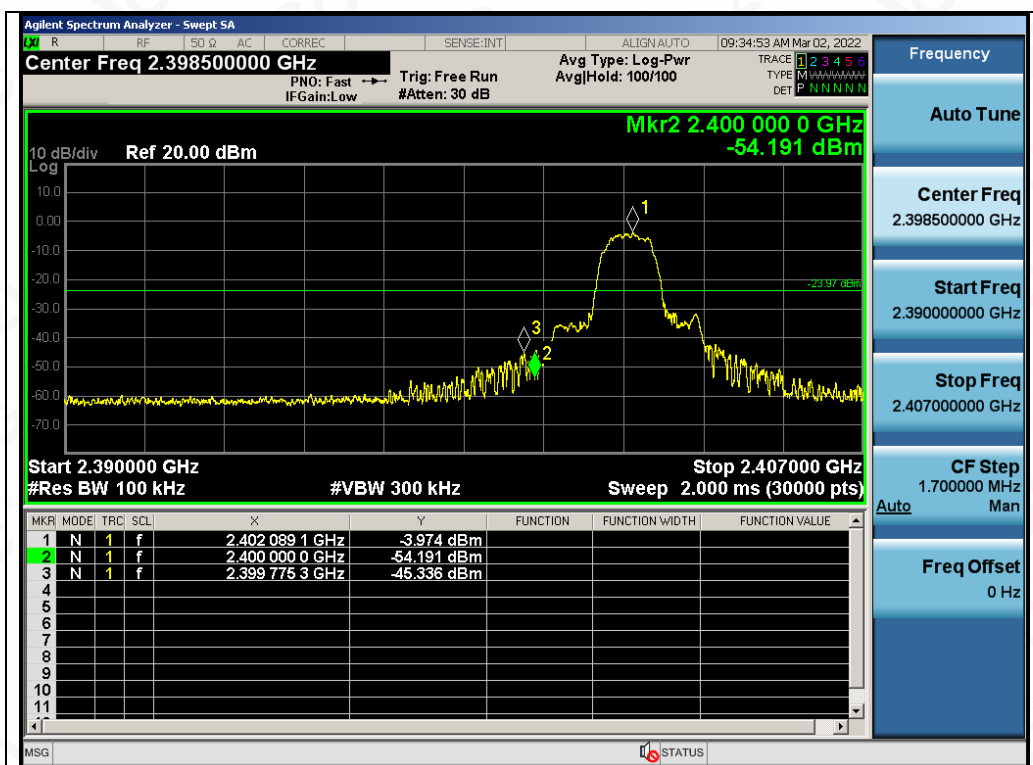 Agilent Spectrum Analyzer - Swept SA
LXI R RF 50 Ω AC CORREC SENSE:INT ALIGN AUTO 09:34:53 AM Mar 02, 2022
Center Freq 2.398500000 GHz
PNO: Fast
IFGain:Low
Trig: Free Run
#Atten: 30 dB
Avg Type: Log-Pwr
Avg|Hold: 100/100
TRACE 1 2 3 4 5 6
TYPE M WWWWW
DET P N N N N N
Mkr2 2.400 000 0 GHz
-54.191 dBm
10 dB/div Ref 20.00 dBm
Log
10.0
0.00
-10.0
-20.0
-30.0
-40.0
-50.0
-60.0
-70.0
1
-23.97 dBm
3
2
Start 2.390000 GHz Stop 2.407000 GHz
#Res BW 100 kHz #VBW 300 kHz Sweep 2.000 ms (30000 pts)
MKR MODE TRC SCL X Y FUNCTION FUNCTION WIDTH FUNCTION VALUE
1 N 1 f 2.402 089 1 GHz -3.974 dBm
2 N 1 f 2.400 000 0 GHz -54.191 dBm
3 N 1 f 2.399 775 3 GHz -45.336 dBm
4
5
6
7
8
9
10
11
MSG STATUS
Frequency
Auto Tune
Center Freq
2.398500000 GHz
Start Freq
2.390000000 GHz
Stop Freq
2.407000000 GHz
CF Step
1.700000 MHz
Auto Man
Freq Offset
0 Hz